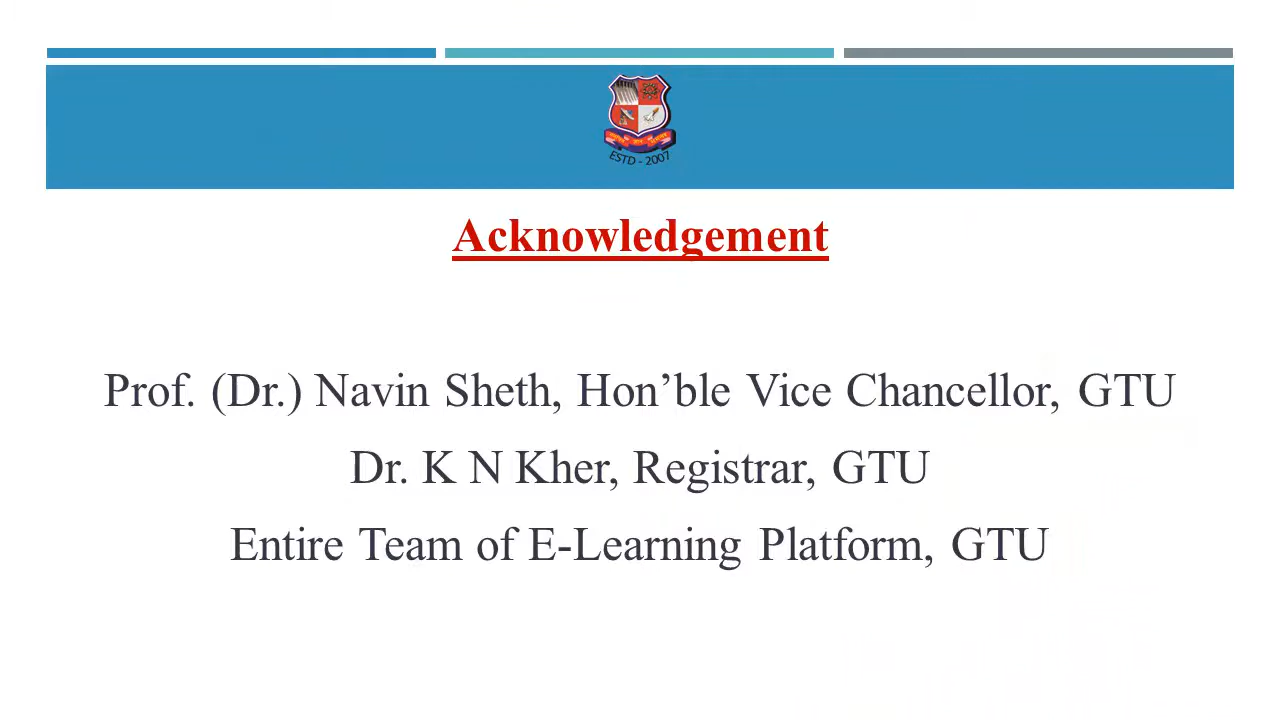 ESTD - 2007
Acknowledgement
Prof. (Dr.) Navin Sheth, Hon’ble Vice Chancellor, GTU
Dr. K N Kher, Registrar, GTU
Entire Team of E-Learning Platform, GTU